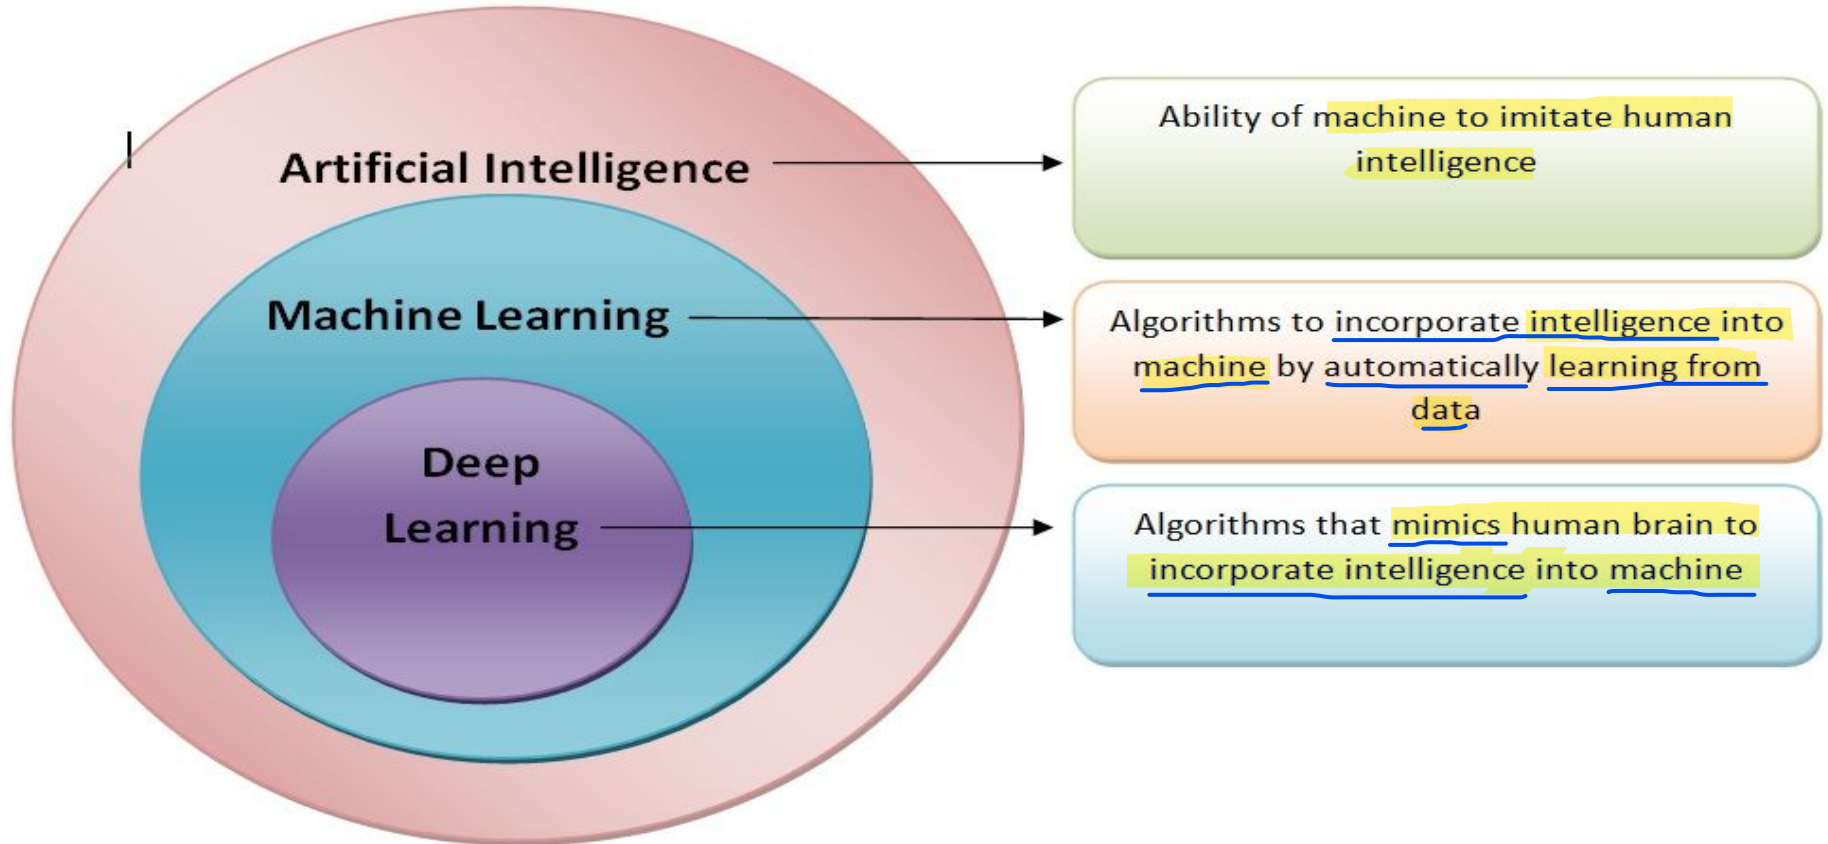 Artificial Intelligence
Ability of machine to imitate human
intelligence
Machine Learning
Algorithms to incorporate intelligence into
machine by automatically learning from
data
Deep
Learning
Algorithms that mimics human brain to
incorporate intelligence into machine